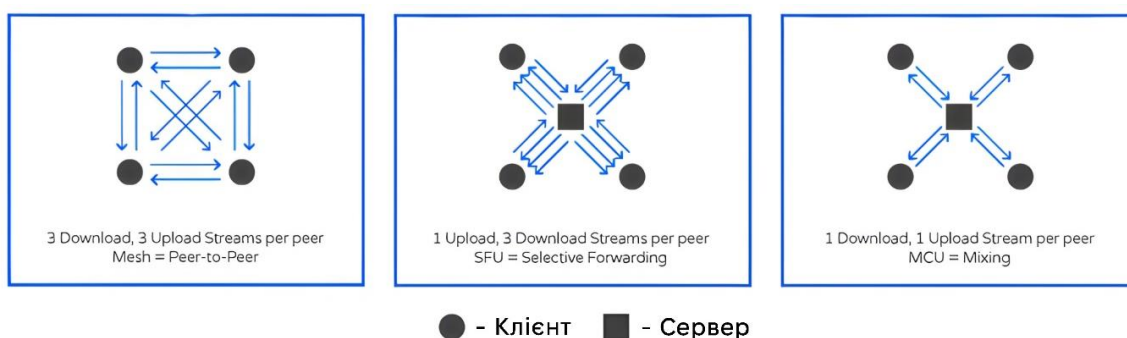 3 Download, 3 Upload Streams per peer
Mesh = Peer-to-Peer
1 Upload, 3 Download Streams per peer
SFU = Selective Forwarding
1 Download, 1 Upload Stream per peer
MCU = Mixing
- Клієнт - Сервер